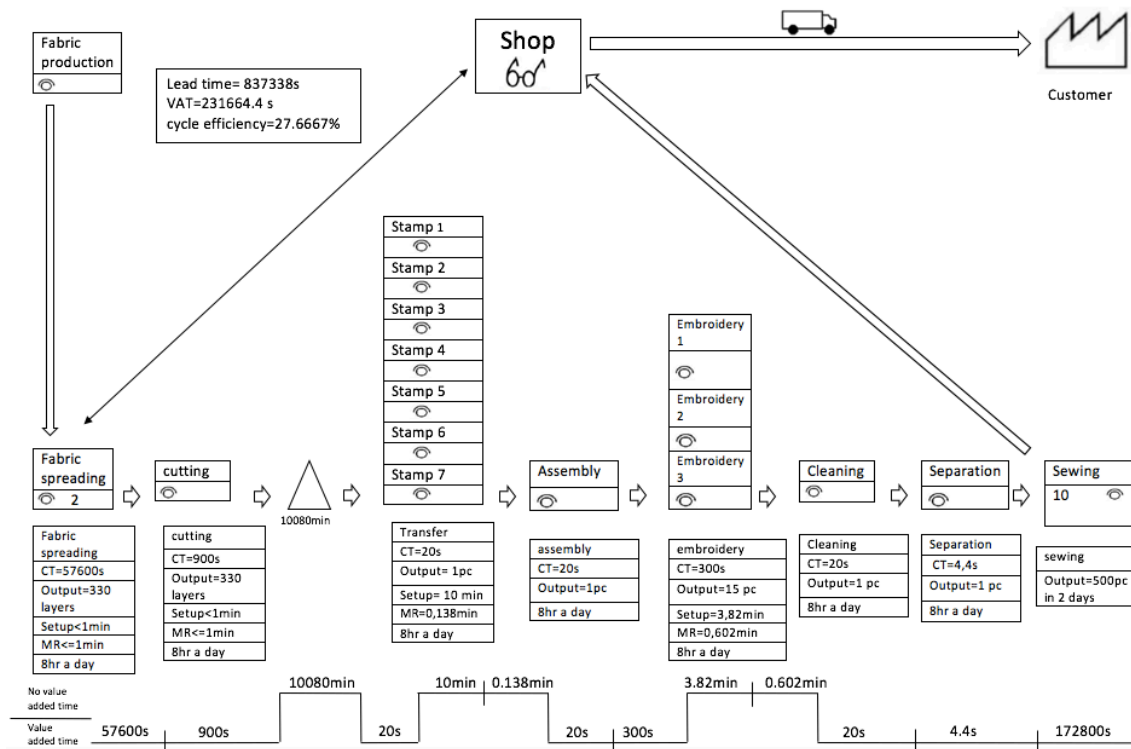 Fabric
production
Lead time= 837338s
VAT=231664.4 s
cycle efficiency=27.6667%
Shop
Customer
Stamp 1
Stamp 2
Stamp 3
Stamp 4
Stamp 5
Stamp 6
Stamp 7
Embroidery
1
Embroidery
2
Embroidery
3
Fabric
spreading
2
cutting
10080min
Assembly
Cleaning
Separation
Sewing
10
Fabric
spreading
CT=57600s
Output=330
layers
Setup<1min
MR<=1min
8hr a day
cutting
CT=900s
Output=330
layers
Setup<1min
MR<=1min
8hr a day
Transfer
CT=20s
Output= 1pc
Setup= 10 min
MR=0,138min
8hr a day
assembly
CT=20s
Output=1pc
8hr a day
embroidery
CT=300s
Output=15 pc
Setup=3,82min
MR=0,602min
8hr a day
Cleaning
CT=20s
Output=1 pc
8hr a day
Separation
CT=4,4s
Output=1 pc
8hr a day
sewing
Output=500pc
in 2 days
No value
added time
10080min
10min
0.138min
3.82min
0.602min
Value
added time
57600s
900s
20s
20s
300s
20s
4.4s
172800s